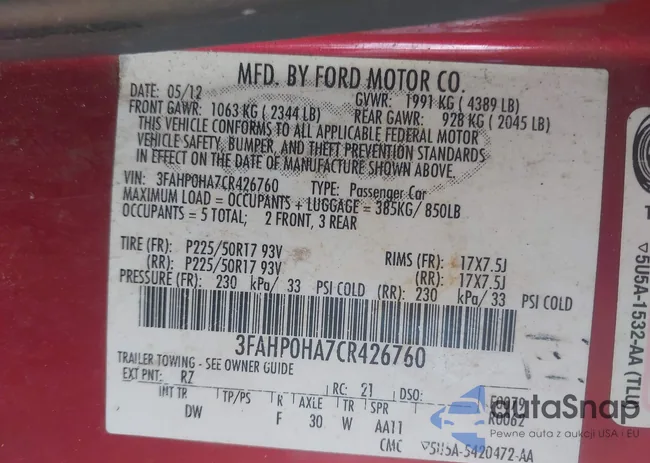 MFD. BY FORD MOTOR CO.
DATE: 05/12 GVWR: 1991 KG ( 4389 LB)
FRONT GAWR: 1063 KG ( 2344 LB) REAR GAWR: 928 KG ( 2045 LB)
THIS VEHICLE CONFORMS TO ALL APPLICABLE FEDERAL MOTOR
VEHICLE SAFETY, BUMPER, AND THEFT PREVENTION STANDARDS
IN EFFECT ON THE DATE OF MANUFACTURE SHOWN ABOVE.
VIN: 3FAHP0HA7CR426760 TYPE: Passenger Car
MAXIMUM LOAD = OCCUPANTS + LUGGAGE = 385KG/ 850LB
OCCUPANTS = 5 TOTAL; 2 FRONT, 3 REAR
TIRE (FR): P225/50R17 93V RIMS (FR): 17X7.5J
(RR): P225/50R17 93V (RR): 17X7.5J
PRESSURE (FR): 230 kPa/ 33 PSI COLD (RR): 230 kPa/ 33 PSI COLD
3FAHP0HA7CR426760
TRAILER TOWING - SEE OWNER GUIDE
EXT PNT: RZ RC: 21 DSO:
INT TR TP/PS R AXLE TR SPR
DW F 30 W AA11
CMC ▽5U5A-5420472-AA
▽5U5A-1532-AA (TLU)
autoSnap
Pewne auta z aukcji USA i EU